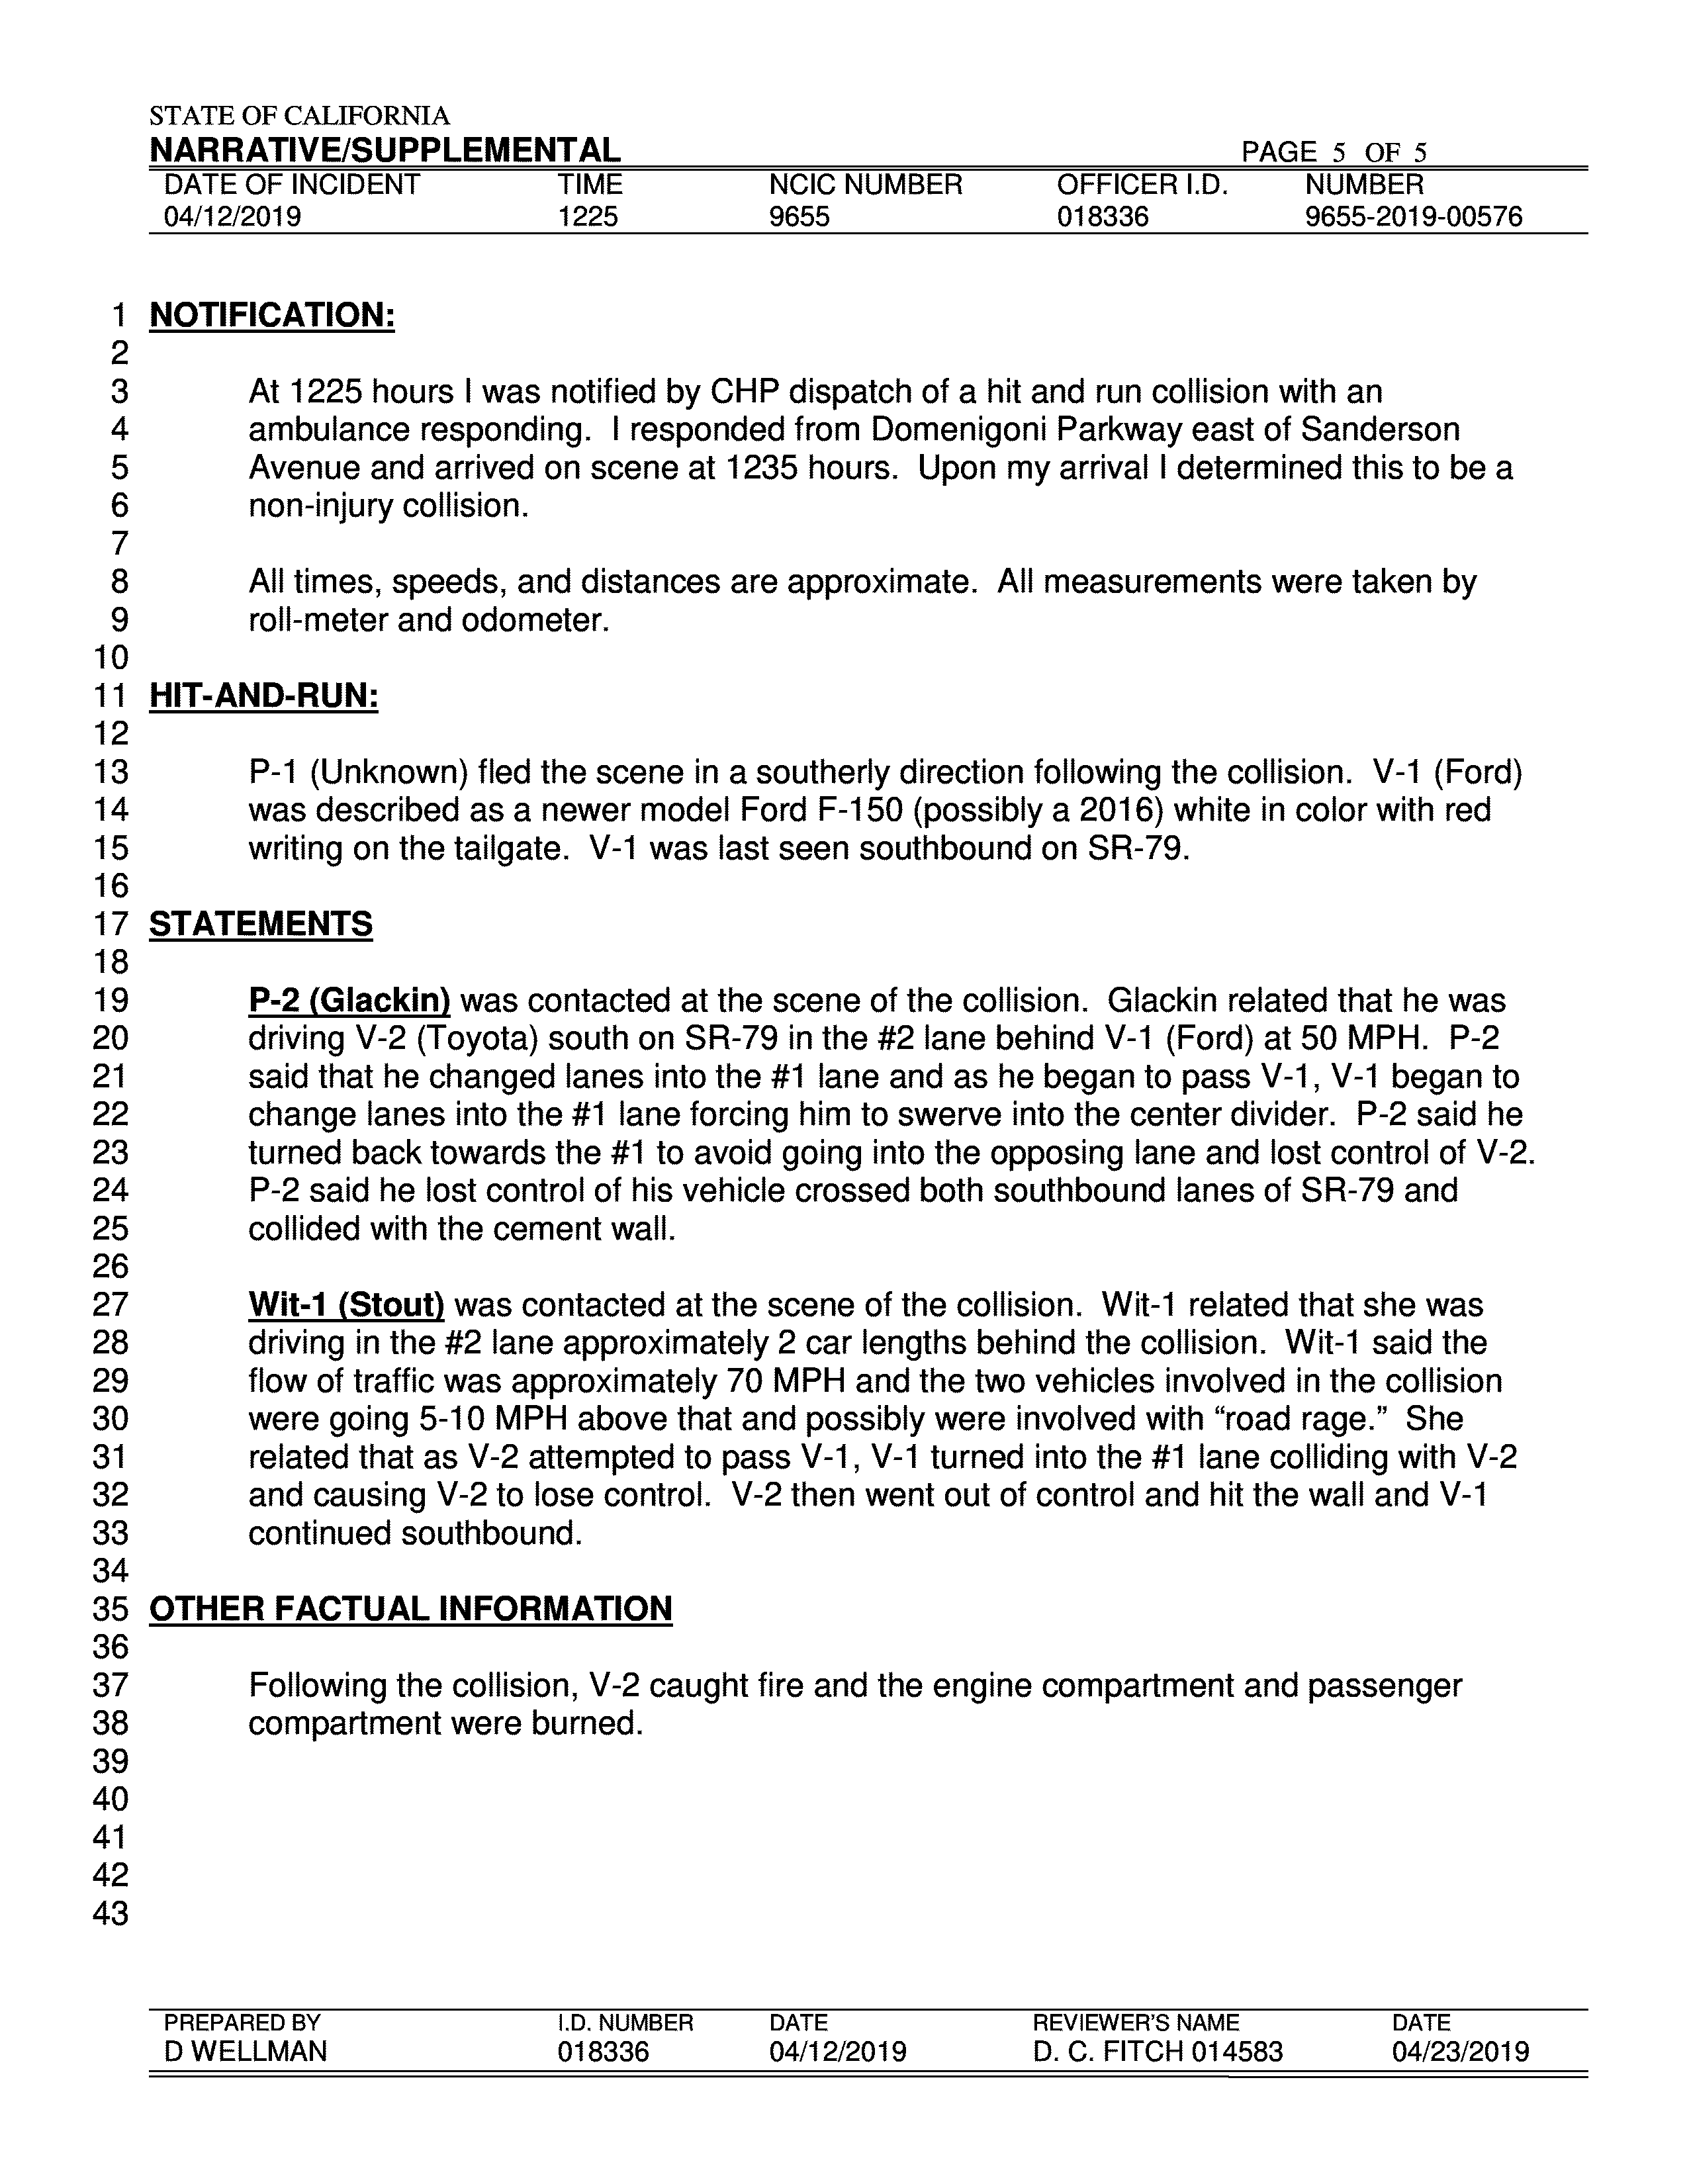 STATE OF CALIFORNIA
NARRATIVE/SUPPLEMENTAL PAGE 5 OF 5
DATE OF INCIDENT TIME NCIC NUMBER OFFICER I.D. NUMBER
04/12/2019 1225 9655 018336 9655-2019-00576
1 NOTIFICATION:
2
3 At 1225 hours I was notified by CHP dispatch of a hit and run collision with an
4 ambulance responding. I responded from Domenigoni Parkway east of Sanderson
5 Avenue and arrived on scene at 1235 hours. Upon my arrival I determined this to be a
6 non-injury collision.
7
8 All times, speeds, and distances are approximate. All measurements were taken by
9 roll-meter and odometer.
10
11 HIT-AND-RUN:
12
13 P-1 (Unknown) fled the scene in a southerly direction following the collision. V-1 (Ford)
14 was described as a newer model Ford F-150 (possibly a 2016) white in color with red
15 writing on the tailgate. V-1 was last seen southbound on SR-79.
16
17 STATEMENTS
18
19 P-2 (Glackin) was contacted at the scene of the collision. Glackin related that he was
20 driving V-2 (Toyota) south on SR-79 in the #2 lane behind V-1 (Ford) at 50 MPH. P-2
21 said that he changed lanes into the #1 lane and as he began to pass V-1, V-1 began to
22 change lanes into the #1 lane forcing him to swerve into the center divider. P-2 said he
23 turned back towards the #1 to avoid going into the opposing lane and lost control of V-2.
24 P-2 said he lost control of his vehicle crossed both southbound lanes of SR-79 and
25 collided with the cement wall.
26
27 Wit-1 (Stout) was contacted at the scene of the collision. Wit-1 related that she was
28 driving in the #2 lane approximately 2 car lengths behind the collision. Wit-1 said the
29 flow of traffic was approximately 70 MPH and the two vehicles involved in the collision
30 were going 5-10 MPH above that and possibly were involved with “road rage.” She
31 related that as V-2 attempted to pass V-1, V-1 turned into the #1 lane colliding with V-2
32 and causing V-2 to lose control. V-2 then went out of control and hit the wall and V-1
33 continued southbound.
34
35 OTHER FACTUAL INFORMATION
36
37 Following the collision, V-2 caught fire and the engine compartment and passenger
38 compartment were burned.
39
40
41
42
43
PREPARED BY I.D. NUMBER DATE REVIEWER'S NAME DATE
D WELLMAN 018336 04/12/2019 D. C. FITCH 014583 04/23/2019